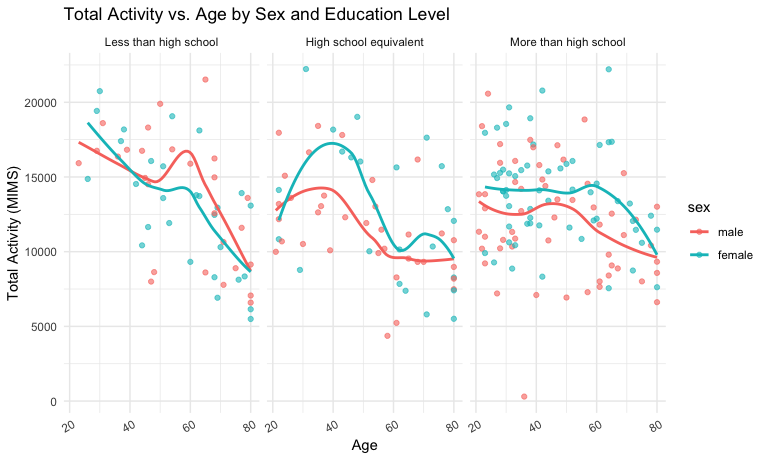 Total Activity vs. Age by Sex and Education Level
Less than high school
High school equivalent
More than high school
20000
15000
10000
5000
0
Total Activity (MIMS)
20 40 60 80 20 40 60 80 20 40 60 80
Age
sex
male
female